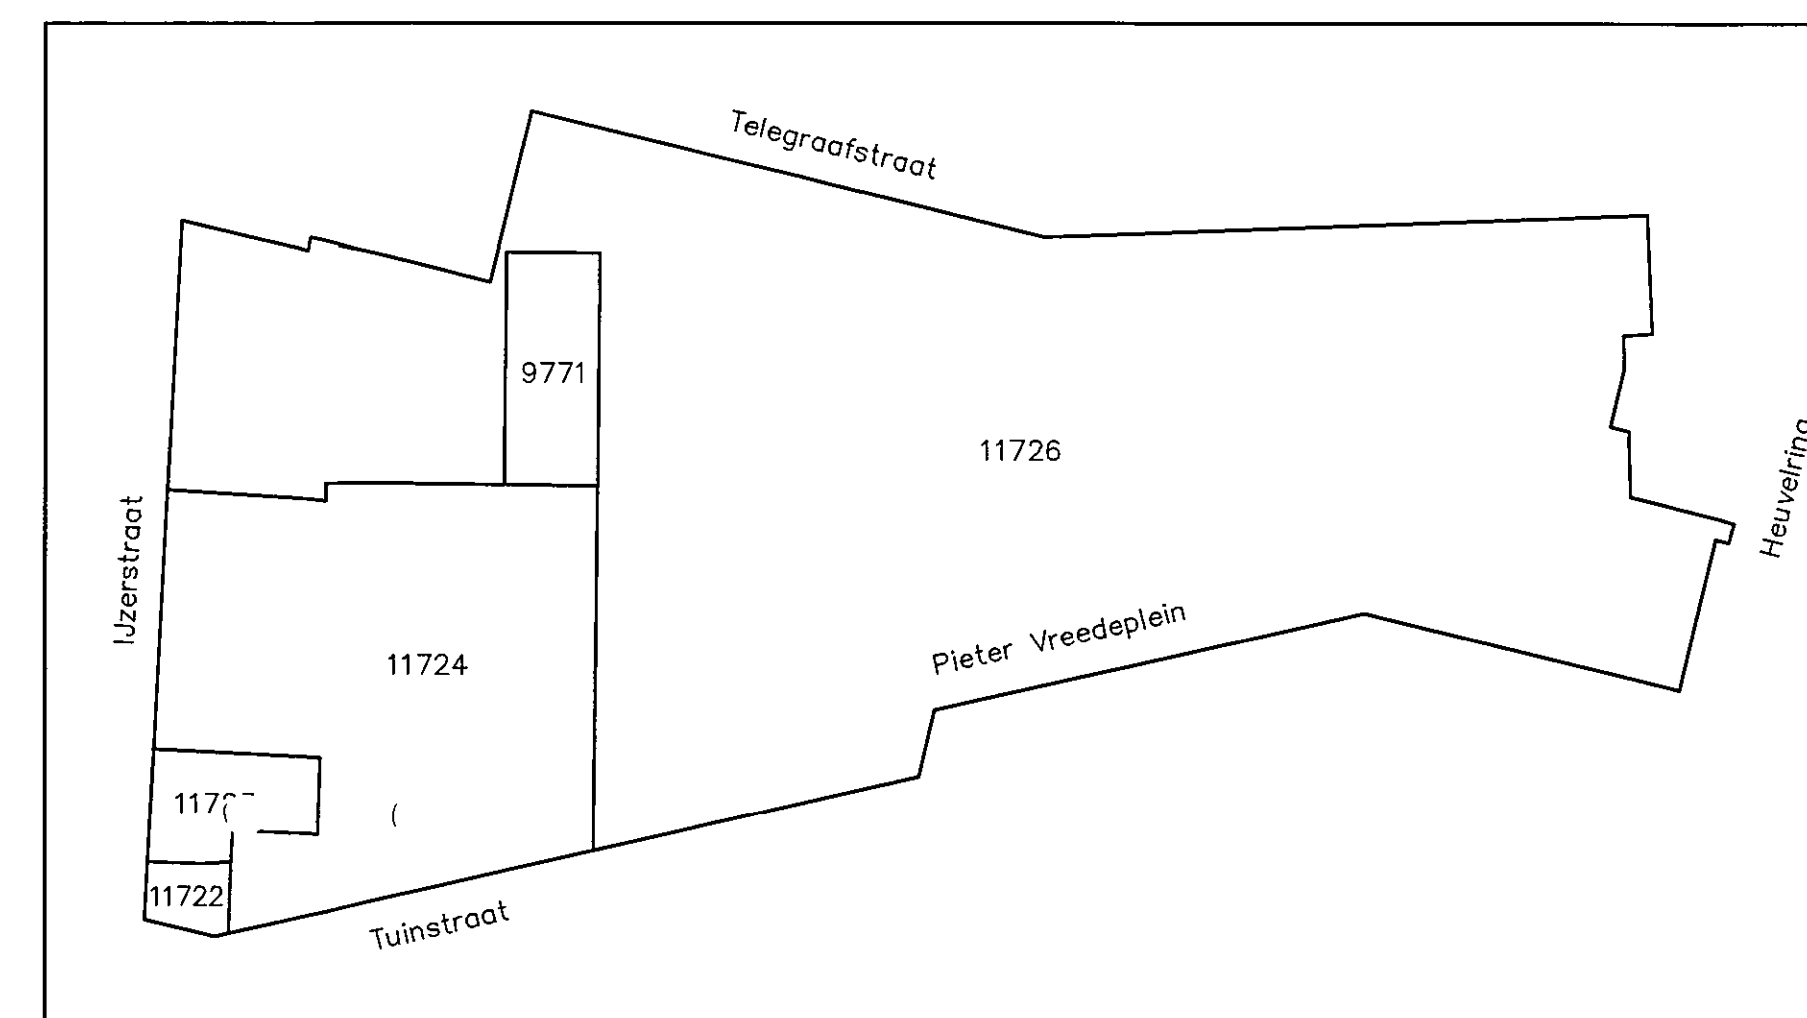 Telegraafstraat
9771
11726
IJzerstraat
Heuvelring
Pieter Vreedeplein
11724
11722
Tuinstraat